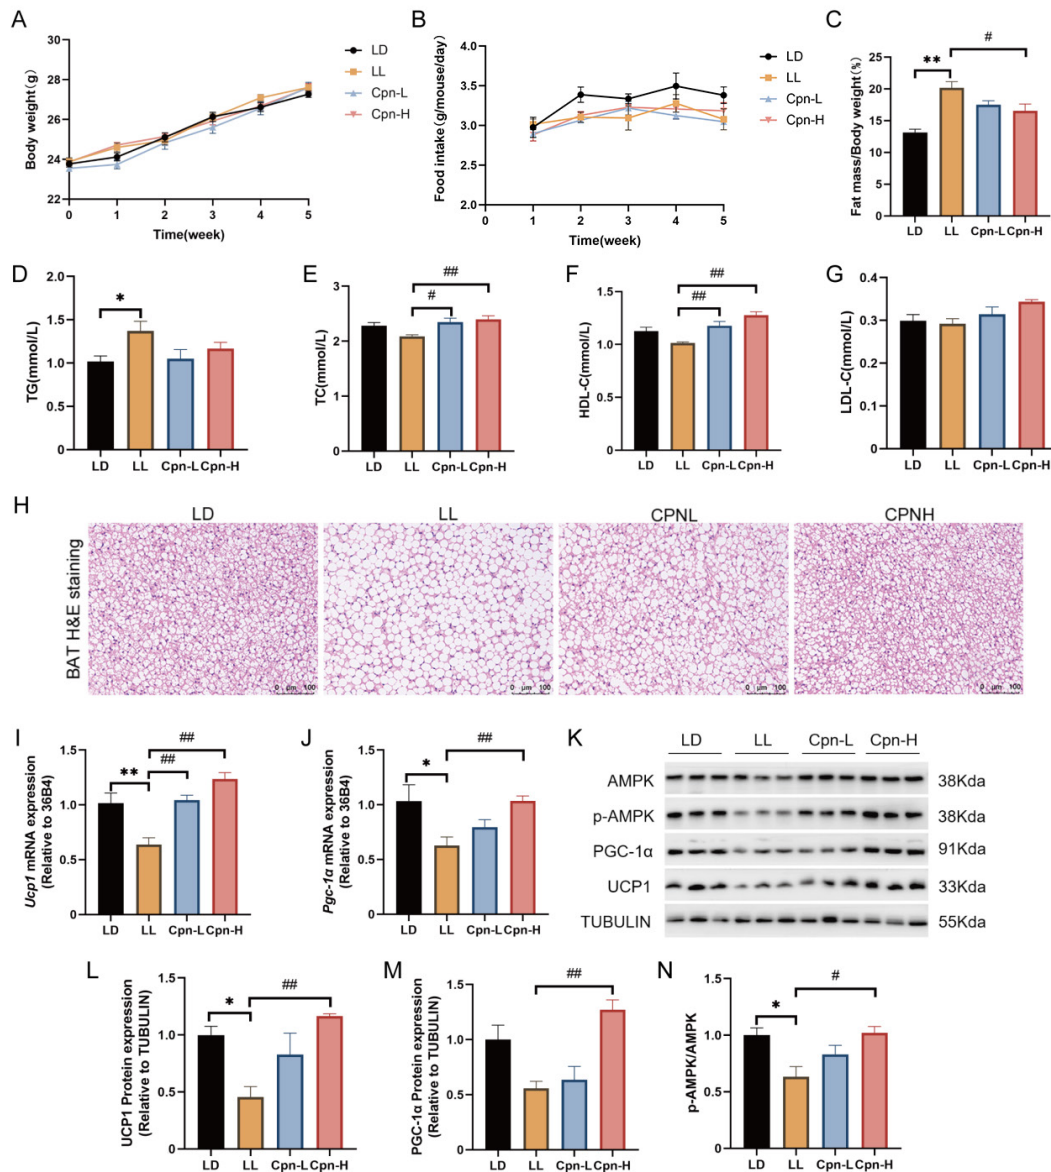 A
Body weight(g)
30
28
26
24
22
0
1
2
3
4
5
Time(week)
LD
LL
Cpn-L
Cpn-H
B
Food intake(g/mouse/day)
4.0
3.5
3.0
2.5
2.0
0
1
2
3
4
5
Time(week)
LD
LL
Cpn-L
Cpn-H
C
Fat mass/Body weight(%)
25
20
15
10
5
0
**
#
LD
LL
Cpn-L
Cpn-H
D
TG(mmol/L)
2.0
1.5
1.0
0.5
0
*
LD
LL
Cpn-L
Cpn-H
E
TC(mmol/L)
3
2
1
0
##
#
LD
LL
Cpn-L
Cpn-H
F
HDL-C(mmol/L)
1.5
1.0
0.5
0
##
##
LD
LL
Cpn-L
Cpn-H
G
LDL-C(mmol/L)
0.4
0.3
0.2
0.1
0
LD
LL
Cpn-L
Cpn-H
H
LD
LL
CPNL
CPNH
BAT H&E staining
0 μm 100
0 μm 100
0 μm 100
0 μm 100
I
Ucp1 mRNA expression
(Relative to 36B4)
1.5
1.0
0.5
0
##
##
**
LD
LL
Cpn-L
Cpn-H
J
Pgc-1α mRNA expression
(Relative to 36B4)
1.5
1.0
0.5
0
##
*
LD
LL
Cpn-L
Cpn-H
K
LD
LL
Cpn-L
Cpn-H
AMPK
38Kda
p-AMPK
38Kda
PGC-1α
91Kda
UCP1
33Kda
TUBULIN
55Kda
L
UCP1 Protein expression
(Relative to TUBULIN)
1.5
1.0
0.5
0
##
*
LD
LL
Cpn-L
Cpn-H
M
PGC-1α Protein expression
(Relative to TUBULIN)
1.5
1.0
0.5
0
##
LD
LL
Cpn-L
Cpn-H
N
p-AMPK/AMPK
1.5
1.0
0.5
0
#
*
LD
LL
Cpn-L
Cpn-H